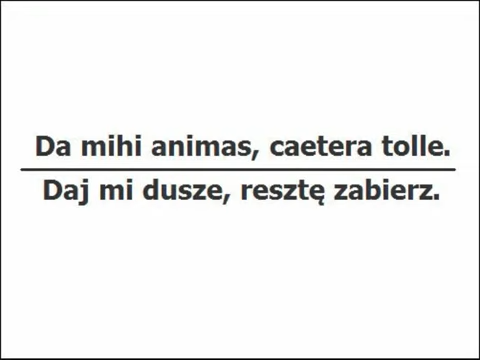 Da mihi animas, caetera tolle.
Daj mi dusze, resztę zabierz.